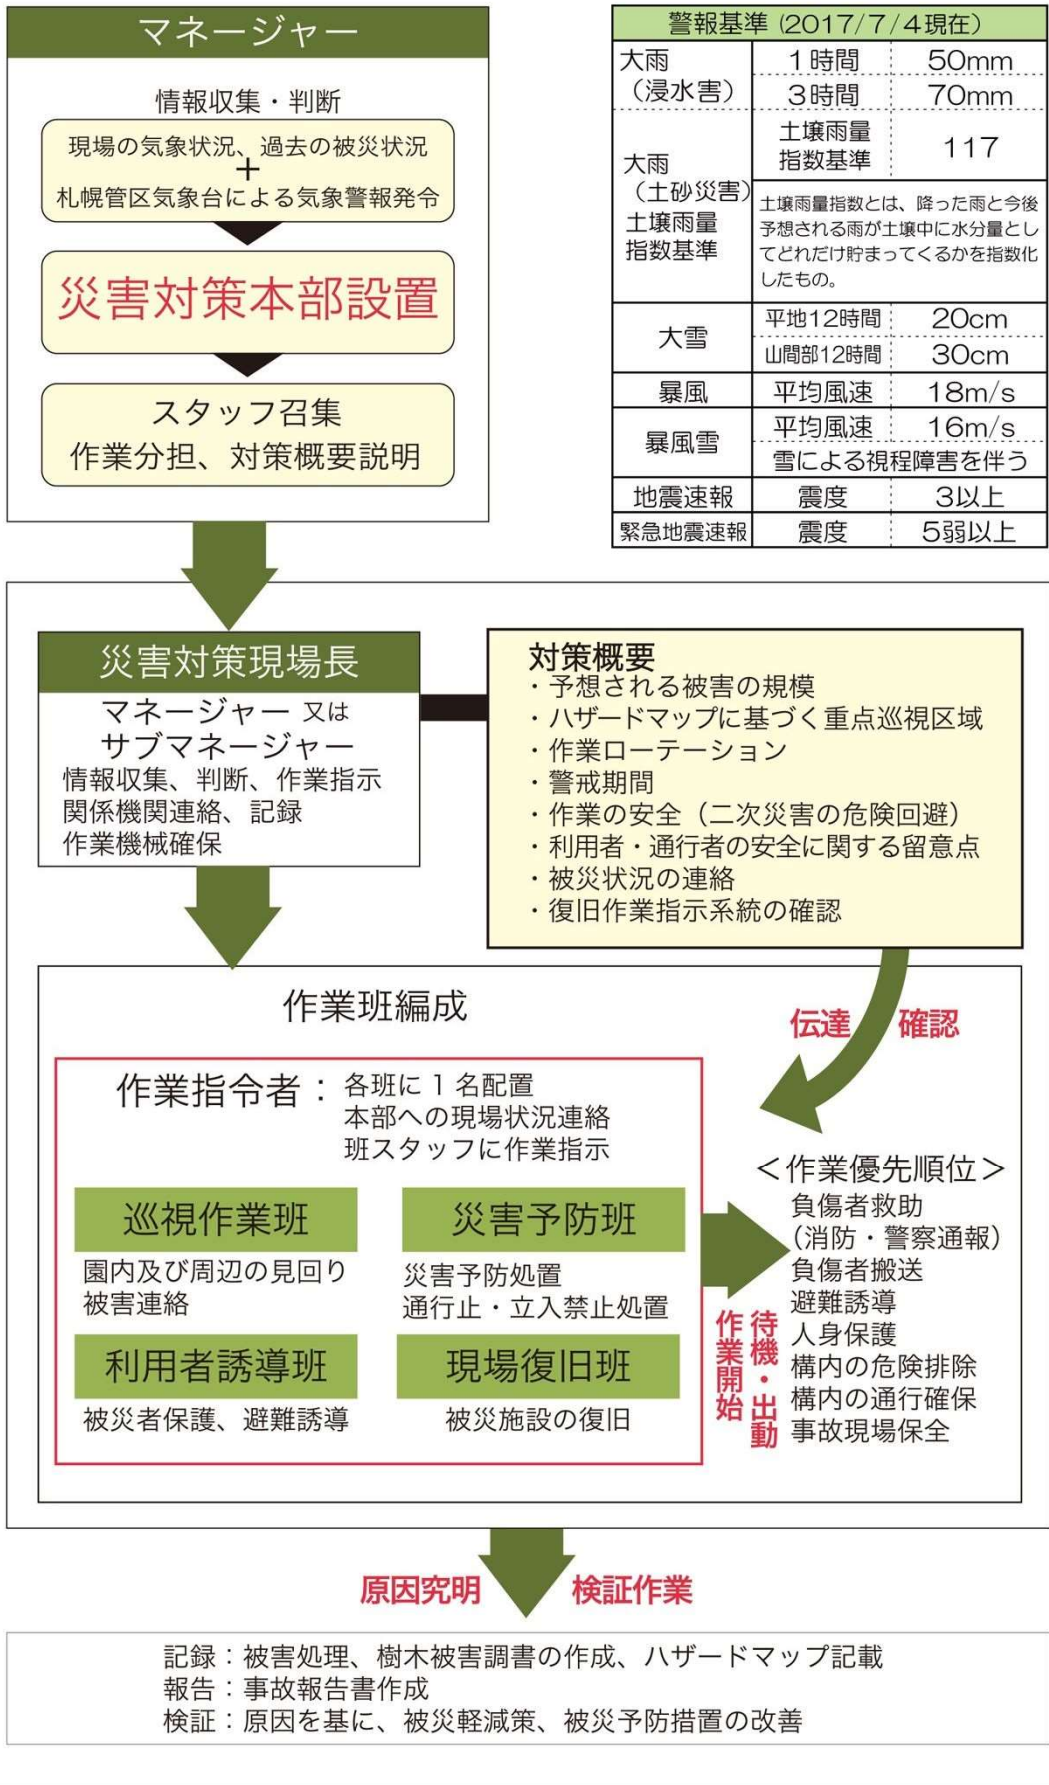 マネージャー
情報収集・判断
現場の気象状況、過去の被災状況
+
札幌管区気象台による気象警報発令
災害対策本部設置
スタッフ召集
作業分担、対策概要説明
警報基準(2017/7/4現在)
大雨
(浸水害)
1時間 50mm
3時間 70mm
大雨
(土砂災害)
土壌雨量
指数基準
土壌雨量
指数基準
117
土壌雨量指数とは、降った雨と今後
予想される雨が土壌中に水分量とし
てどれだけ貯まってくるかを指数化
したもの。
大雪
平地12時間 20cm
山間部12時間 30cm
暴風 平均風速 18m/s
暴風雪
平均風速 16m/s
雪による視程障害を伴う
地震速報 震度 3以上
緊急地震速報 震度 5弱以上
災害対策現場長
マネージャー 又は
サブマネージャー
情報収集、判断、作業指示
関係機関連絡、記録
作業機械確保
対策概要
・予想される被害の規模
・ハザードマップに基づく重点巡視区域
・作業ローテーション
・警戒期間
・作業の安全(二次災害の危険回避)
・利用者・通行者の安全に関する留意点
・被災状況の連絡
・復旧作業指示系統の確認
伝達 確認
作業班編成
作業指令者:各班に1名配置
本部への現場状況連絡
班スタッフに作業指示
巡視作業班
園内及び周辺の見回り
被害連絡
災害予防班
災害予防処置
通行止・立入禁止処置
利用者誘導班
被災者保護、避難誘導
現場復旧班
被災施設の復旧
待機・出動
作業開始
<作業優先順位>
負傷者救助
(消防・警察通報)
負傷者搬送
避難誘導
人身保護
構内の危険排除
構内の通行確保
事故現場保全
原因究明 検証作業
記録:被害処理、樹木被害調書の作成、ハザードマップ記載
報告:事故報告書作成
検証:原因を基に、被災軽減策、被災予防措置の改善